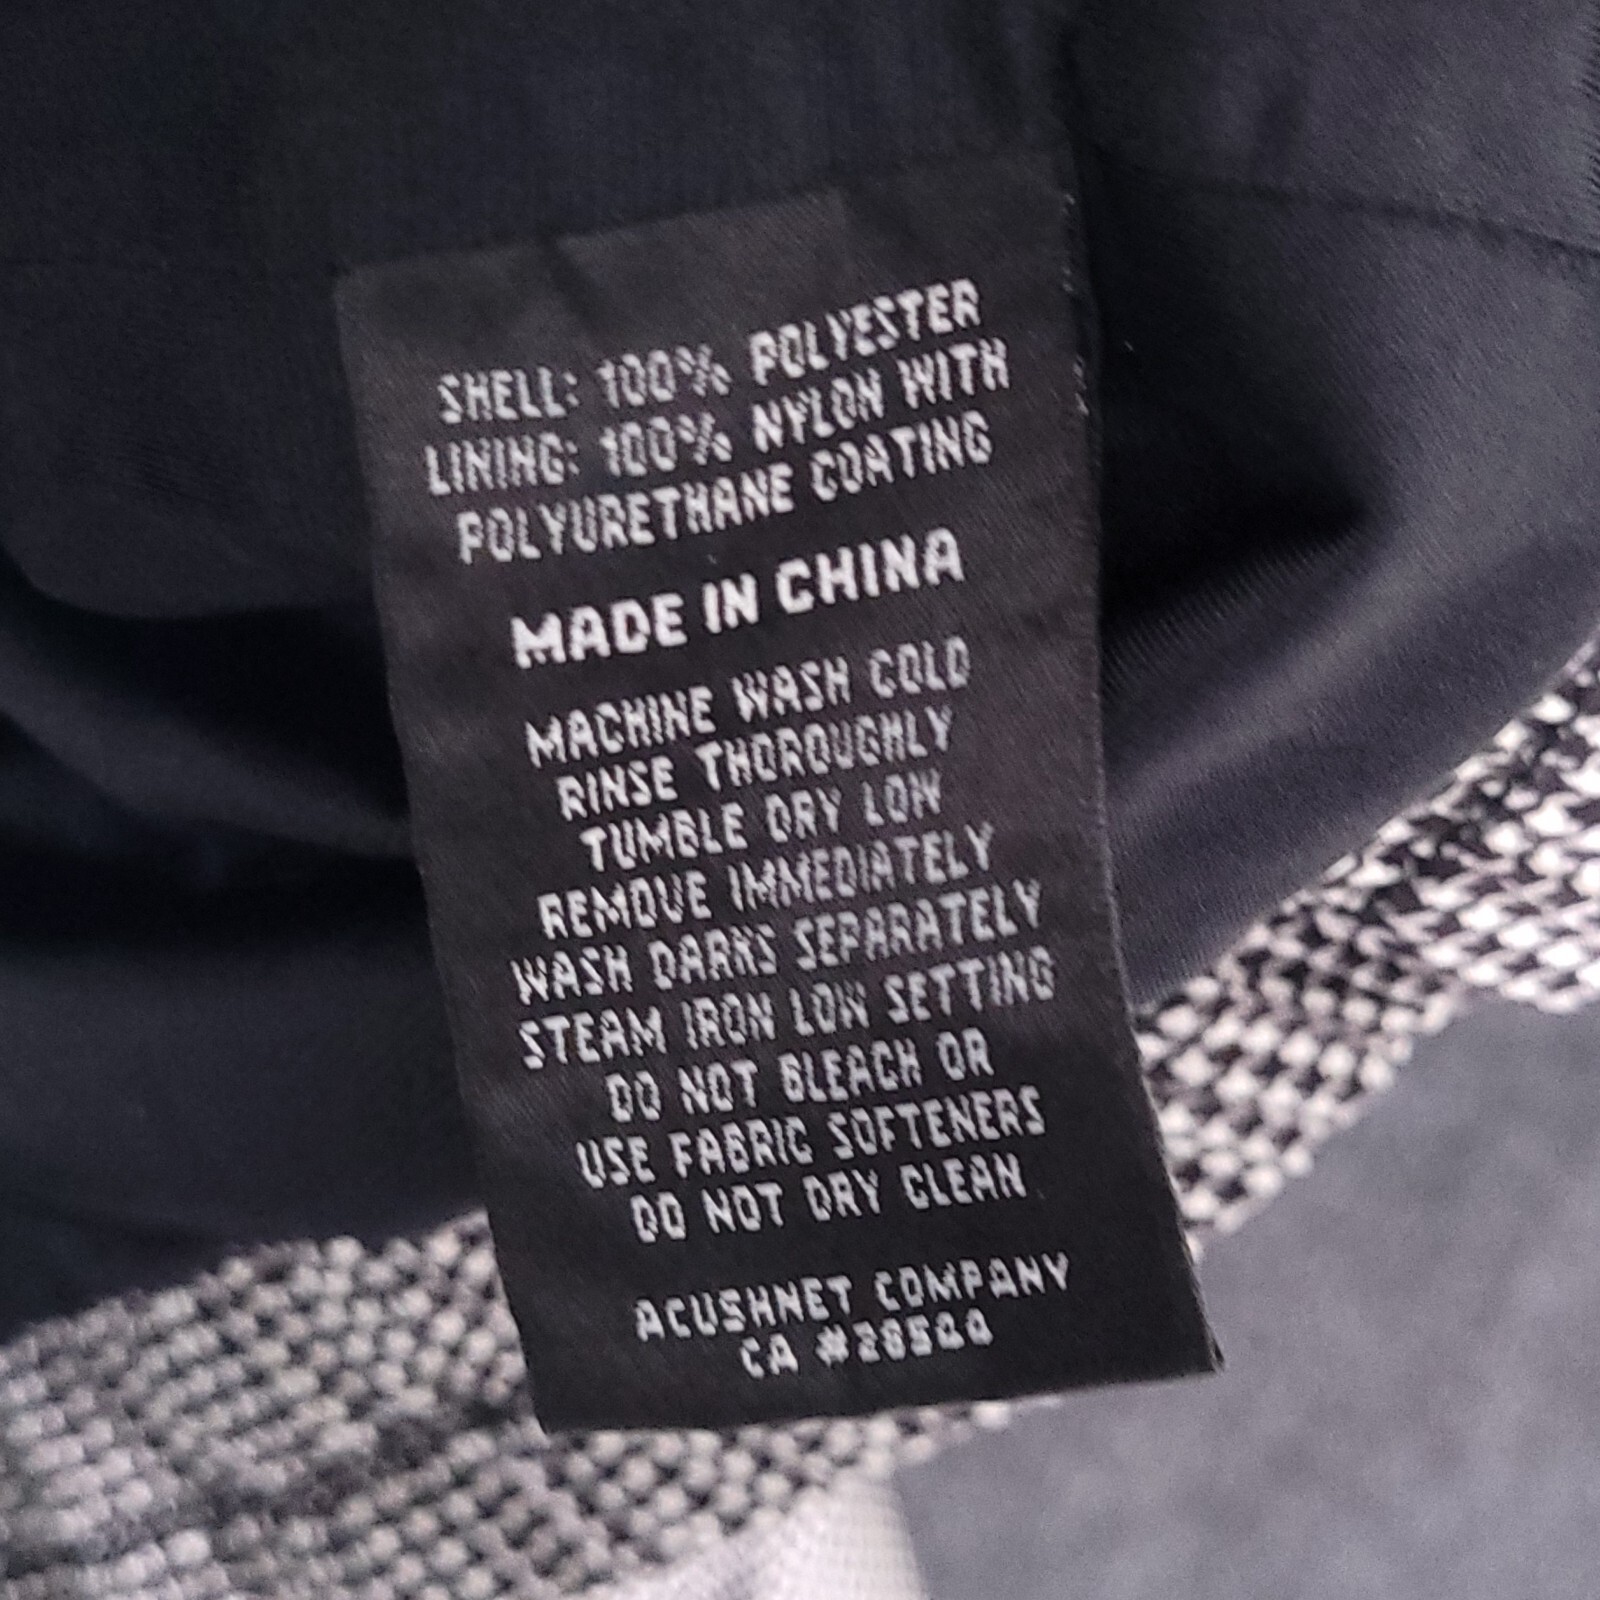 SHELL: 100% POLYESTER
LINING: 100% NYLON WITH
POLYURETHANE COATING
MADE IN CHINA
MACHINE WASH COLD
RINSE THOROUGHLY
TUMBLE DRY LOW
REMOVE IMMEDIATELY
WASH DARKS SEPARATELY
STEAM IRON LOW SETTING
DO NOT BLEACH OR
USE FABRIC SOFTENERS
DO NOT DRY CLEAN
ACUSHNET COMPANY
CA